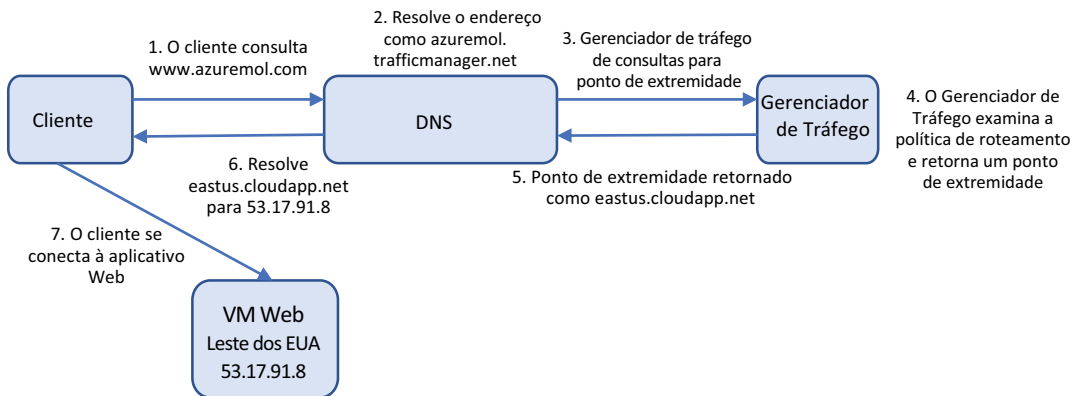 1. O cliente consulta
www.azuremol.com
2. Resolve o endereço
como azuremol.
trafficmanager.net
3. Gerenciador de tráfego
de consultas para
ponto de extremidade
Cliente
DNS
Gerenciador
de Tráfego
4. O Gerenciador de
Tráfego examina a
política de roteamento
e retorna um ponto
de extremidade
5. Ponto de extremidade retornado
como eastus.cloudapp.net
6. Resolve
eastus.cloudapp.net
para 53.17.91.8
7. O cliente se
conecta à aplicativo
Web
VM Web
Leste dos EUA
53.17.91.8